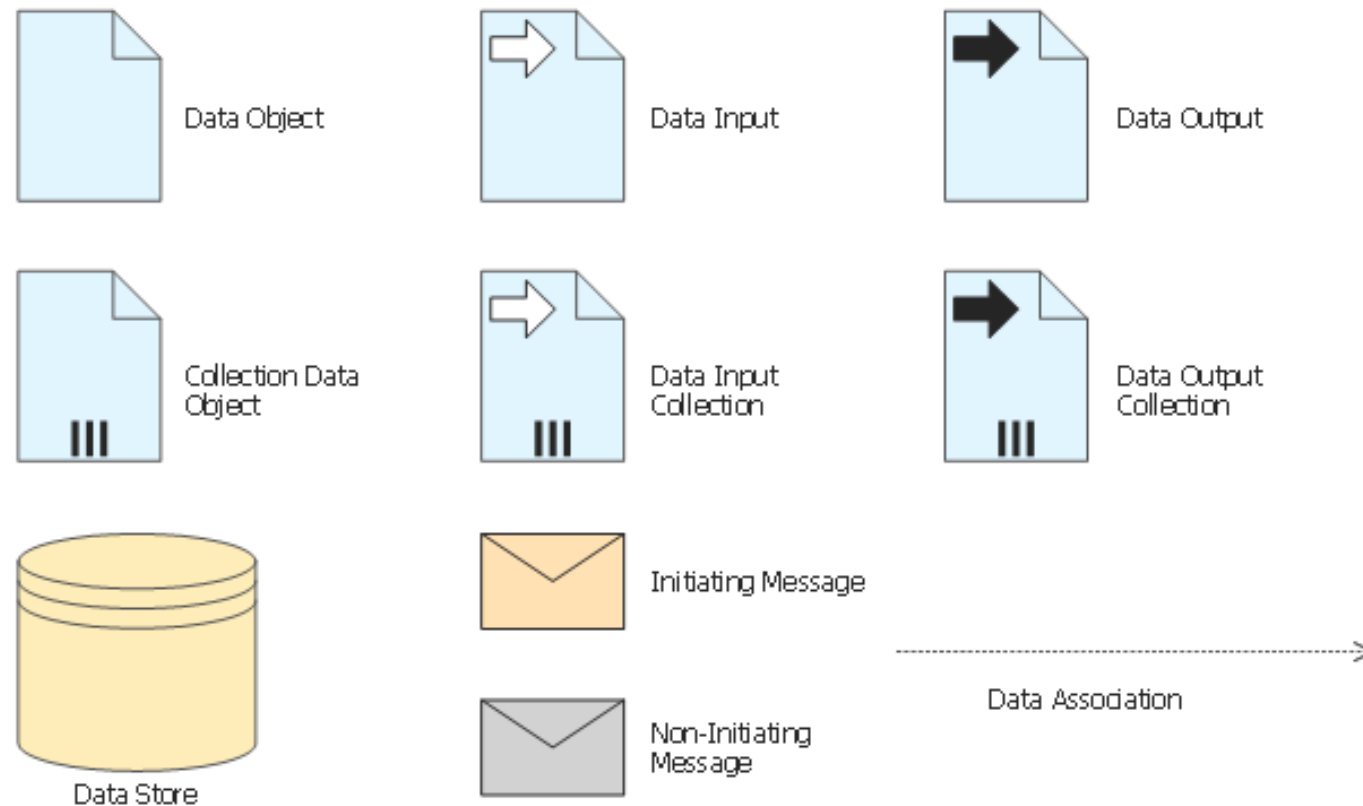 Data Object
Data Input
Data Output
Collection Data
Object
Data Input
Collection
Data Output
Collection
Initiating Message
Data Association
Non-Initiating
Message
Data Store